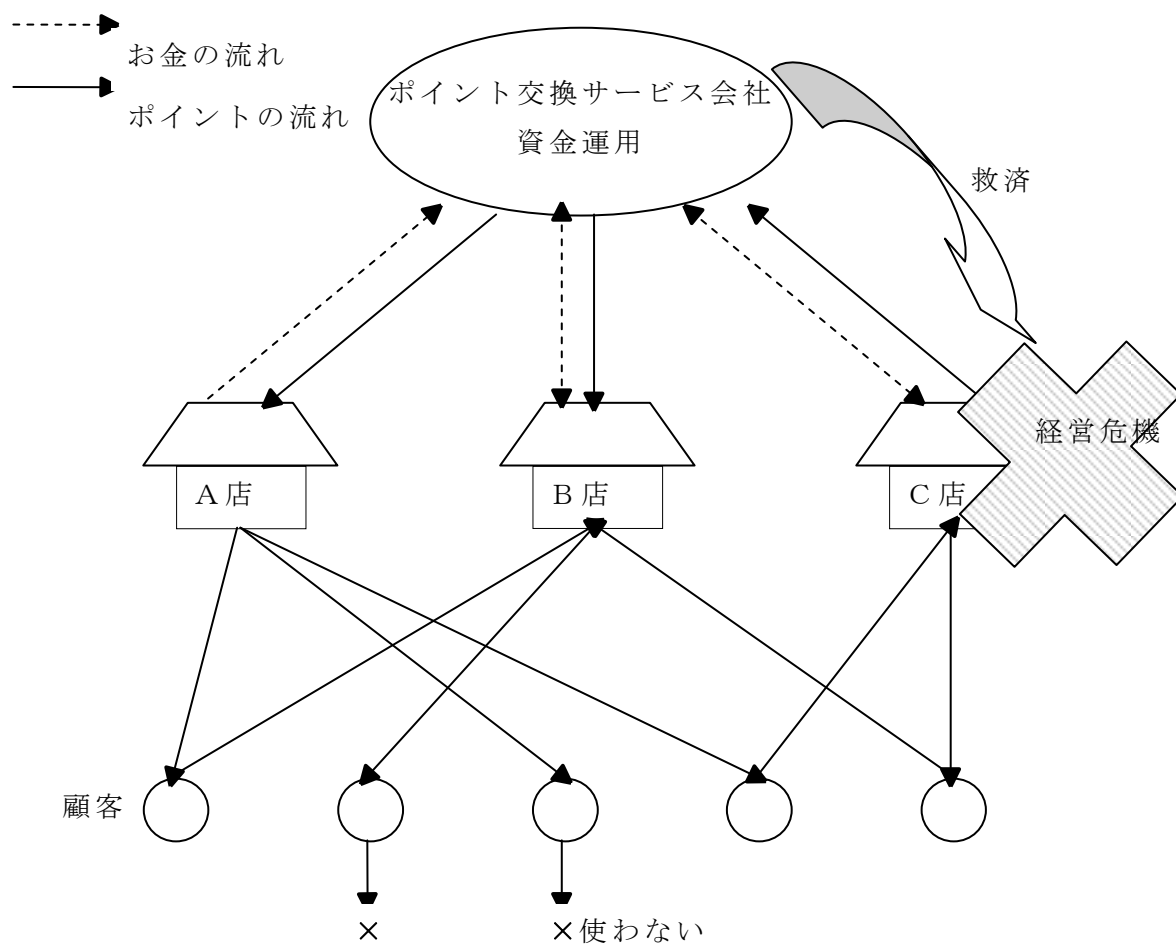 お金の流れ
ポイントの流れ
ポイント交換サービス会社
資金運用
救済
経営危機
A店
B店
C店
顧客
×
×使わない